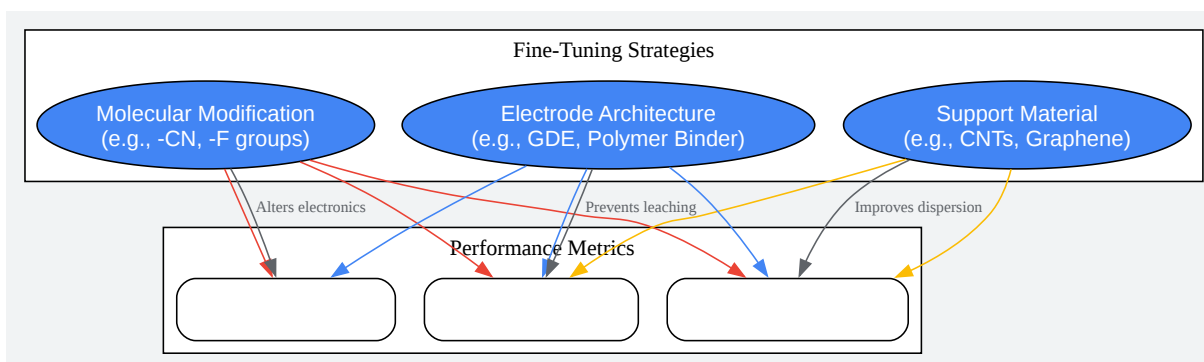 Fine-Tuning Strategies
Molecular Modification
(e.g., -CN, -F groups)
Electrode Architecture
(e.g., GDE, Polymer Binder)
Support Material
(e.g., CNTs, Graphene)
Alters electronics
Prevents leaching
Improves dispersion
Performance Metrics